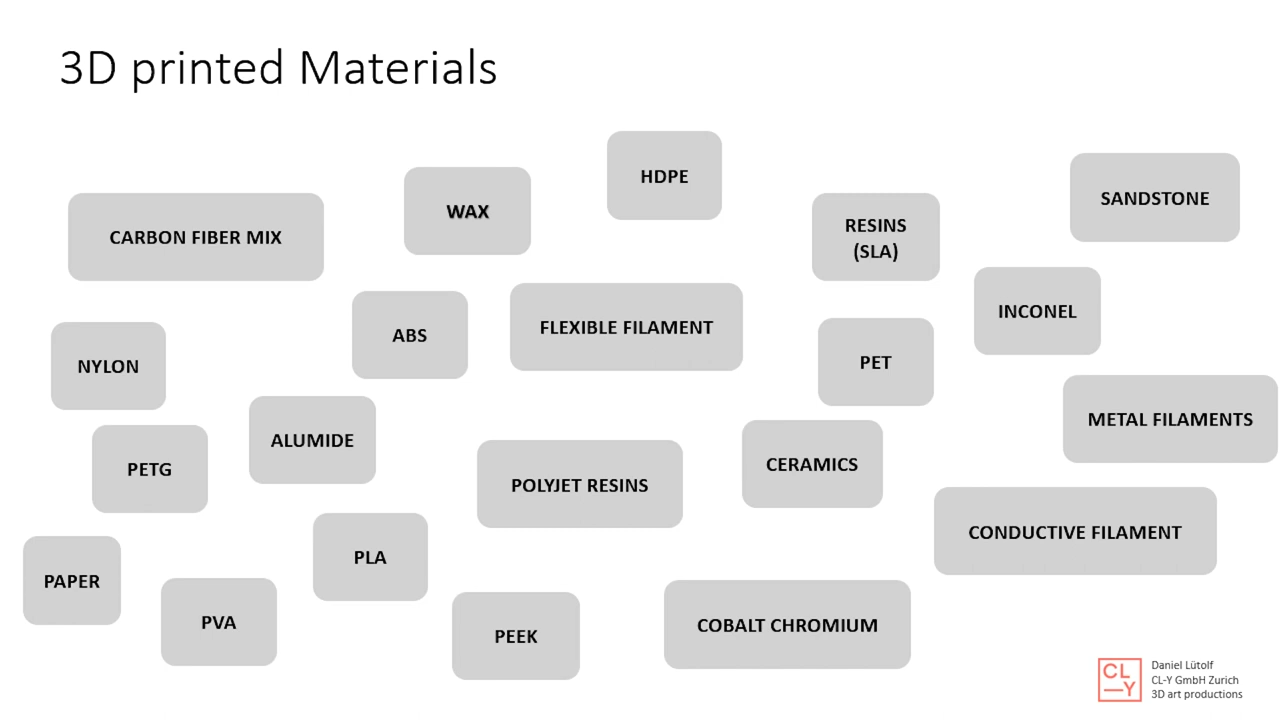 3D printed Materials
HDPE
SANDSTONE
WAX
RESINS
(SLA)
CARBON FIBER MIX
INCONEL
FLEXIBLE FILAMENT
ABS
PET
NYLON
METAL FILAMENTS
ALUMIDE
CERAMICS
PETG
POLYJET RESINS
CONDUCTIVE FILAMENT
PLA
PAPER
PVA
COBALT CHROMIUM
PEEK
CL
Y
Daniel Lütolf
CL-Y GmbH Zurich
3D art productions